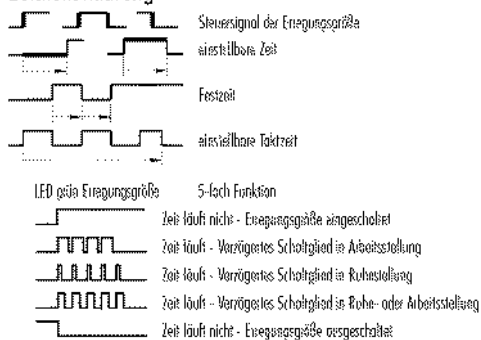 Steuersignal der Erregungsgröße
einstellbare Zeit
Festzeit
einstellbare Taktzeit
LED grün Erregungsgröße 5-fach Funktion
Zeit läuft nicht - Erregungsgröße eingeschaltet
Zeit läuft - Verzögertes Schaltglied in Arbeitsstellung
Zeit läuft - Verzögertes Schaltglied in Ruhestellung
Zeit läuft - Verzögertes Schaltglied in Ruhe- oder Arbeitsstellung
Zeit läuft nicht - Erregungsgröße ausgeschaltet